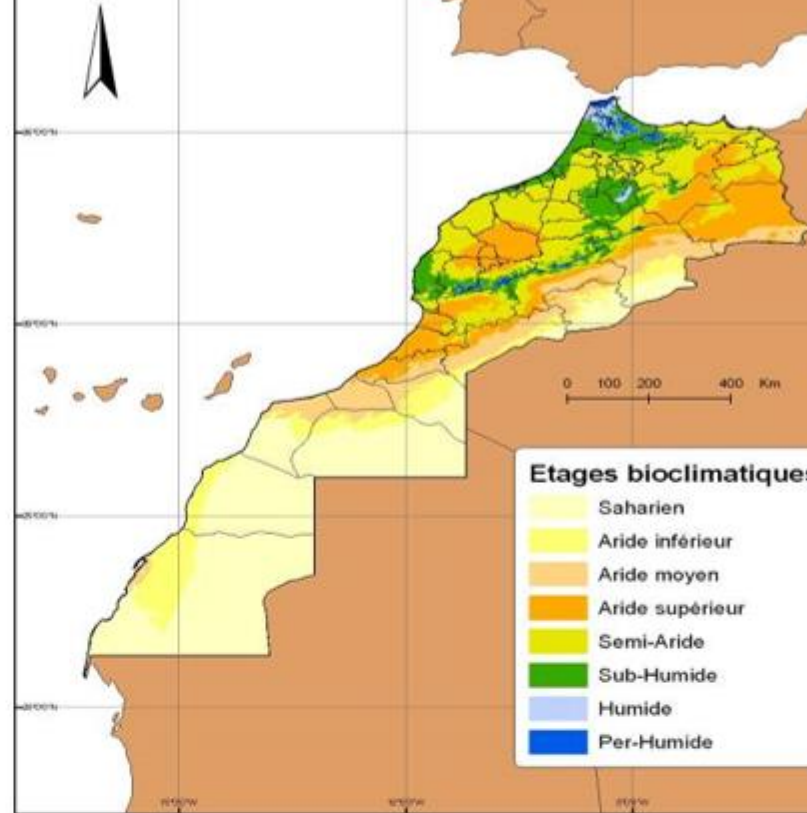 0 100 200 400 Km
Etages bioclimatiques
Saharien
Aride inférieur
Aride moyen
Aride supérieur
Semi-Aride
Sub-Humide
Humide
Per-Humide